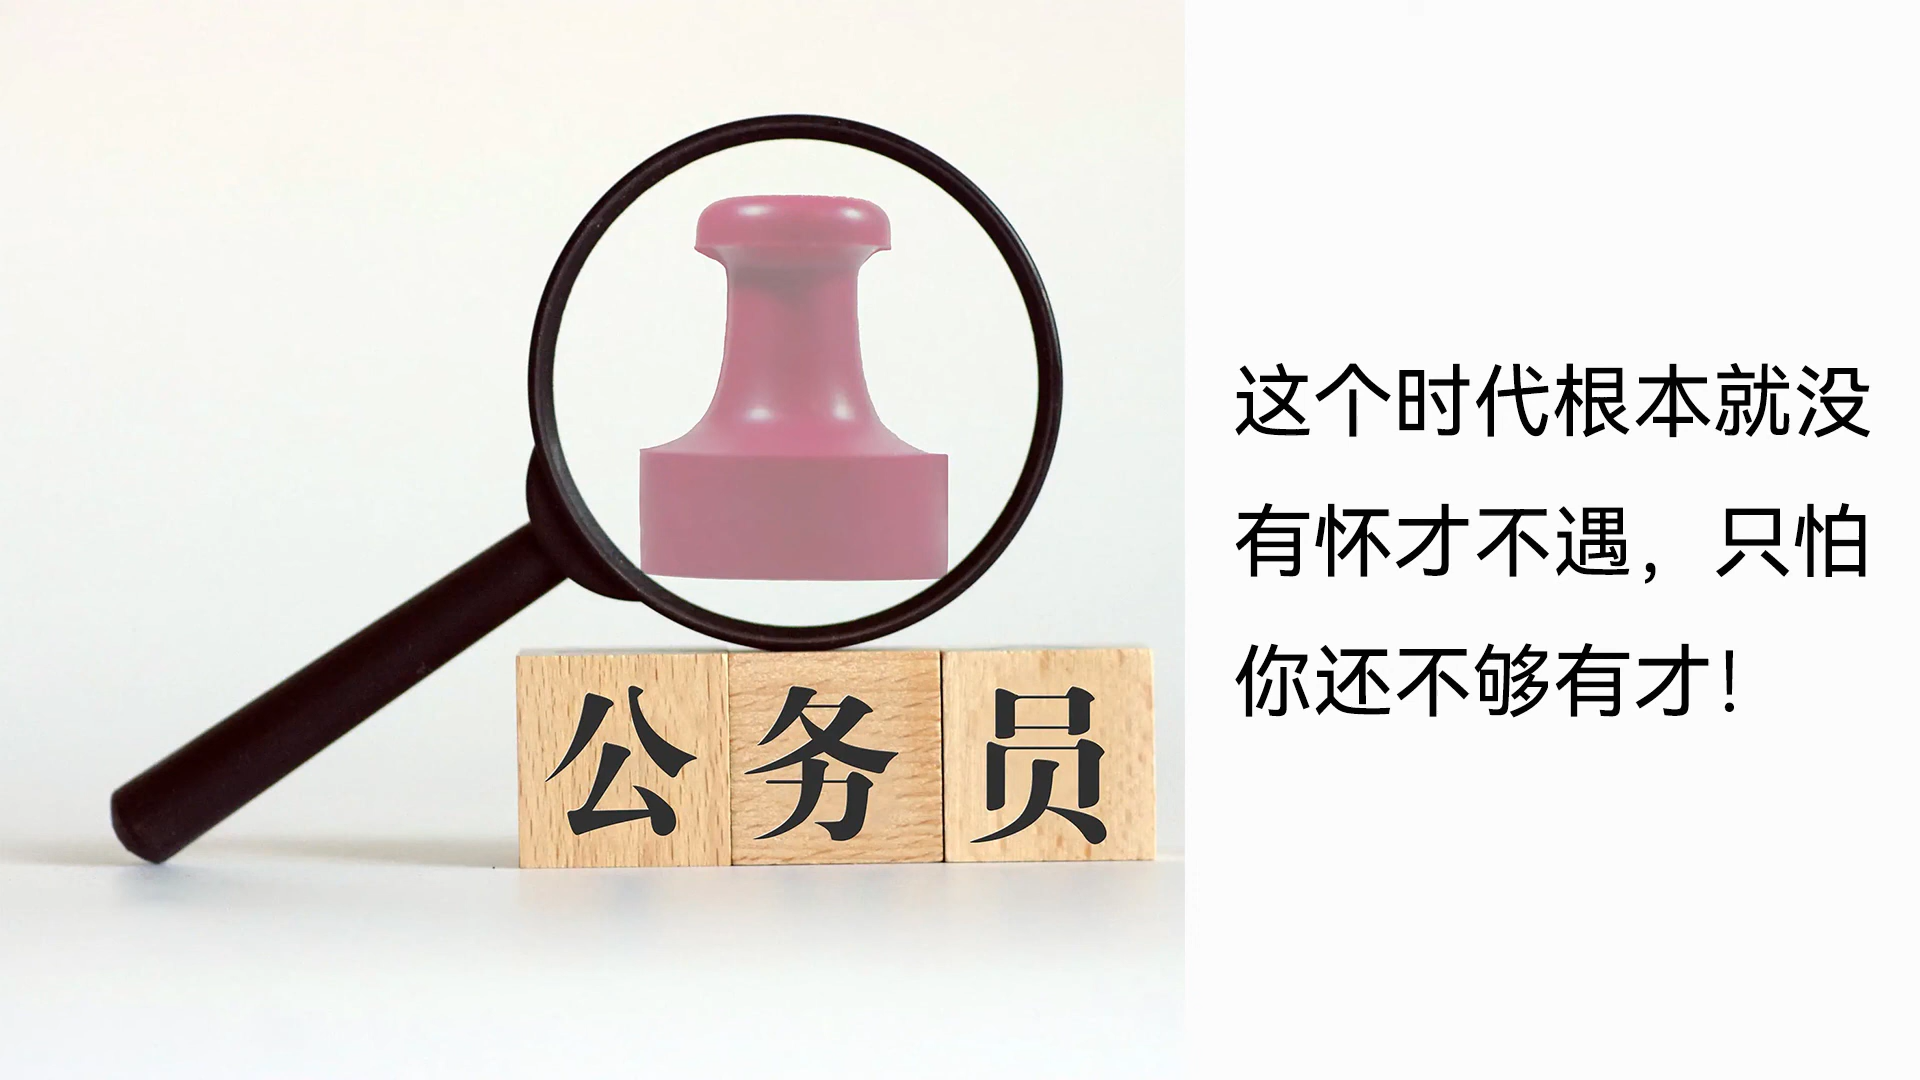 公务员
这个时代根本就没
有怀才不遇，只怕
你还不够有才！